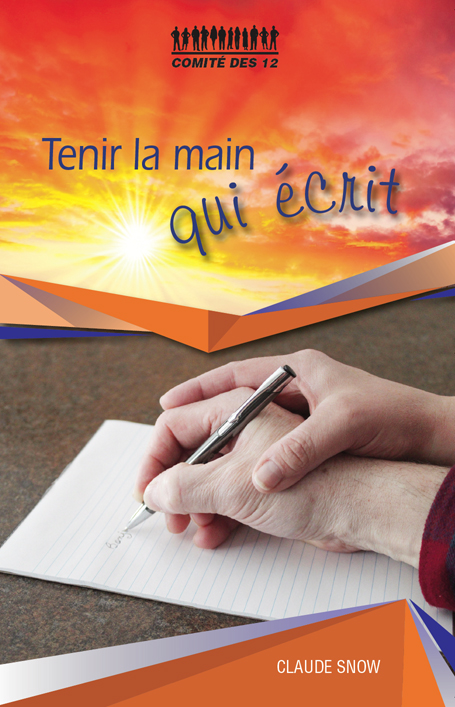 COMITÉ DES 12
Tenir la main
qui écrit
CLAUDE SNOW